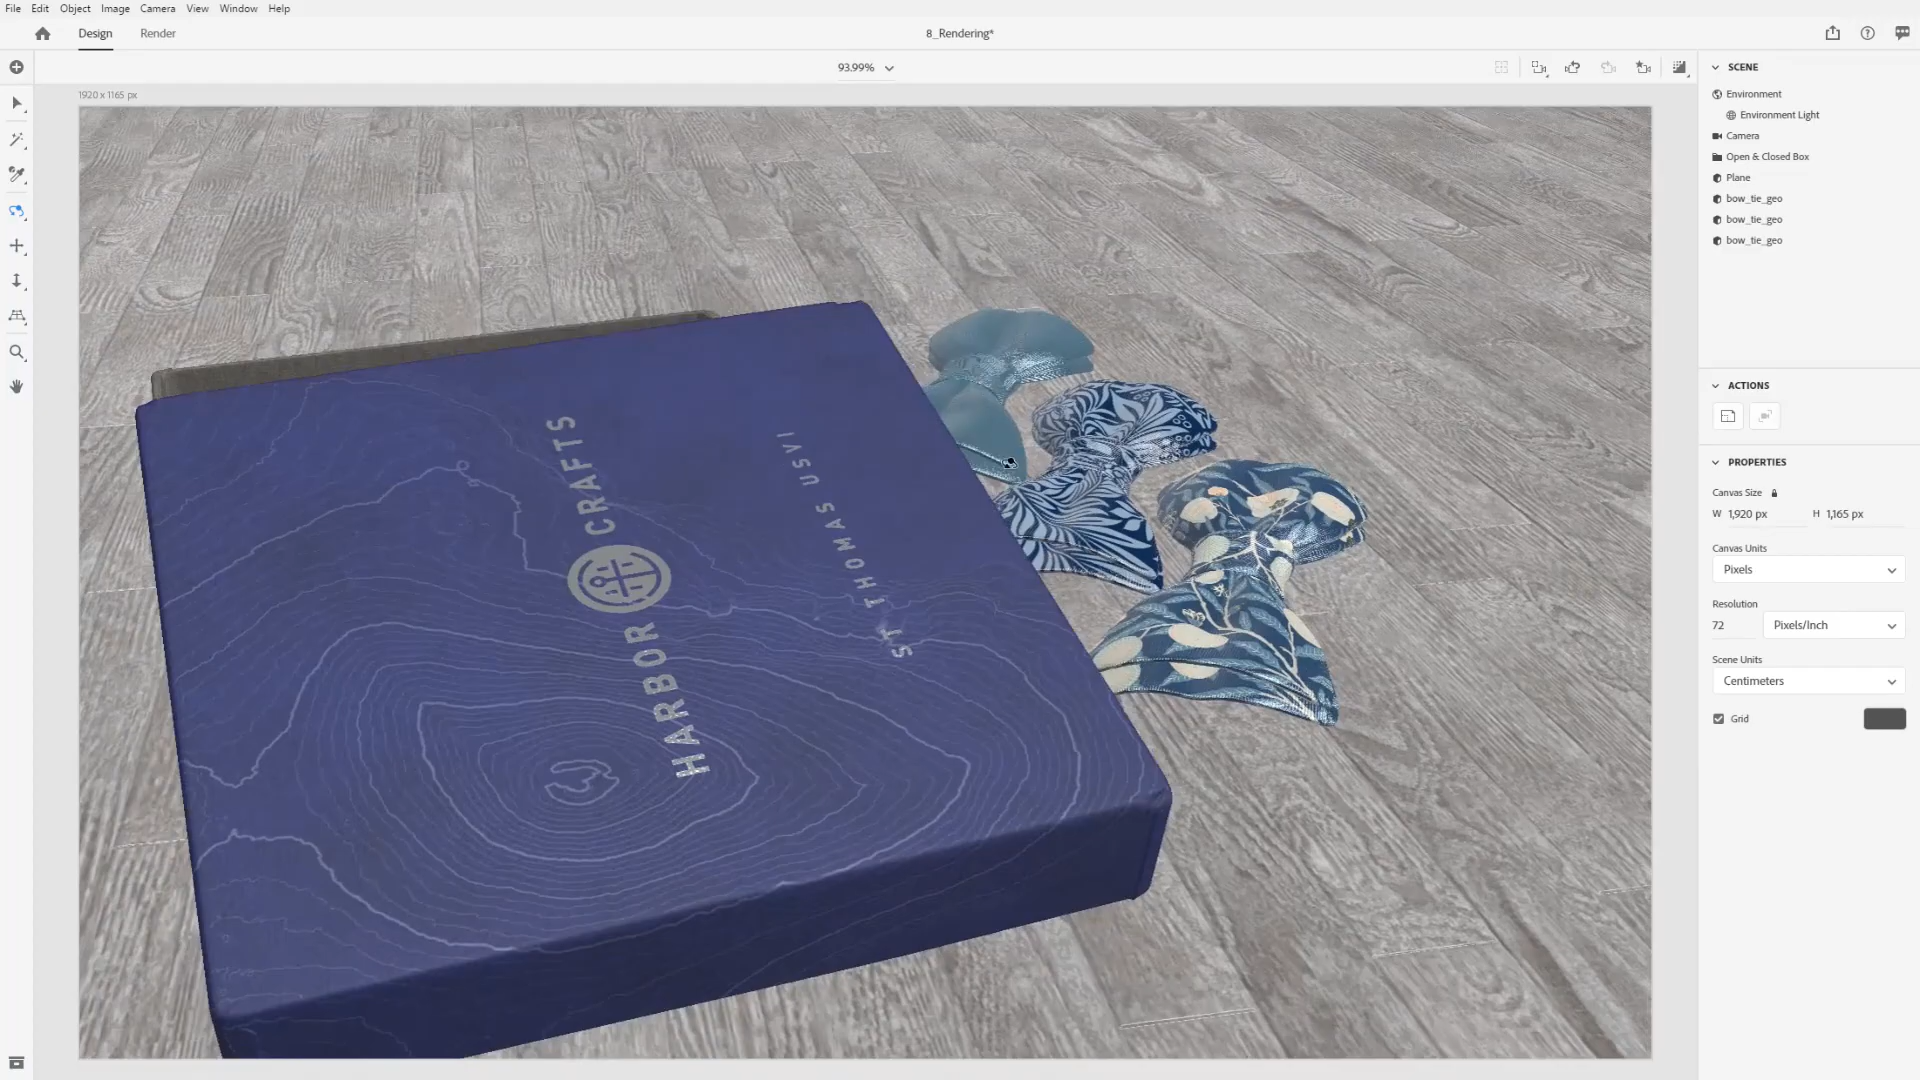 File Edit Object Image Camera View Window Help
Design Render 8_Rendering*
93.99%
1920 x 1165 px
HARBOR CRAFTS
ST THOMAS USVI
SCENE
Environment
Environment Light
Camera
Open & Closed Box
Plane
bow_tie_geo
bow_tie_geo
bow_tie_geo
ACTIONS
PROPERTIES
Canvas Size
W 1,920 px H 1,165 px
Canvas Units
Pixels
Resolution
72 Pixels/Inch
Scene Units
Centimeters
Grid